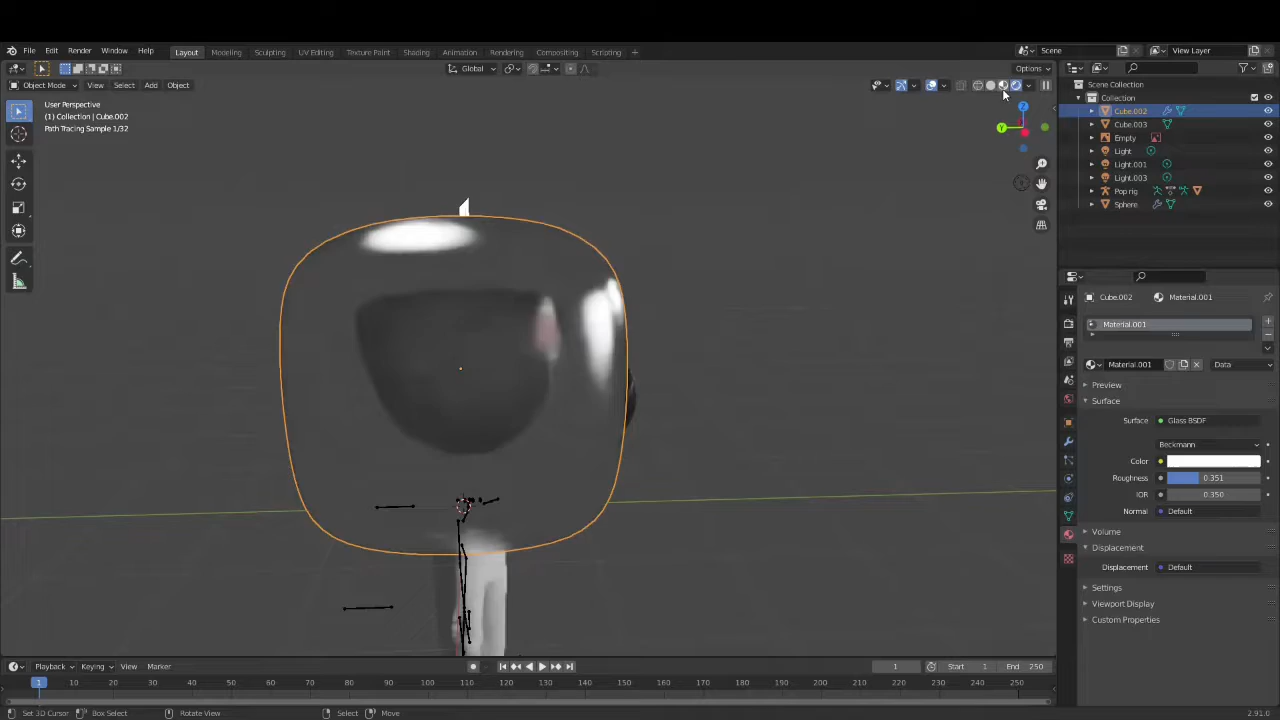 File Edit Render Window Help Layout Modeling Sculpting UV Editing Texture Paint Shading Animation Rendering Compositing Scripting + Scene View Layer
Global Options
Object Mode View Select Add Object
User Perspective
(1) Collection | Cube.002
Path Tracing Sample 1/32
Y
Z
Scene Collection
Collection
Cube.002
Cube.003
Empty
Light
Light.001
Light.003
Pop rig
Sphere
Cube.002 Material.001
Material.001
Material.001 Data
Preview
Surface
Surface Glass BSDF
Beckmann
Color
Roughness 0.351
IOR 0.350
Normal Default
Volume
Displacement
Displacement Default
Settings
Viewport Display
Custom Properties
Playback Keying View Marker 1 Start 1 End 250
1 10 20 30 40 50 60 70 80 90 100 110 120 130 140 150 160 170 180 190 200 210 220 230 240 250
Set 3D Cursor Box Select Rotate View Select Move 2.91.0